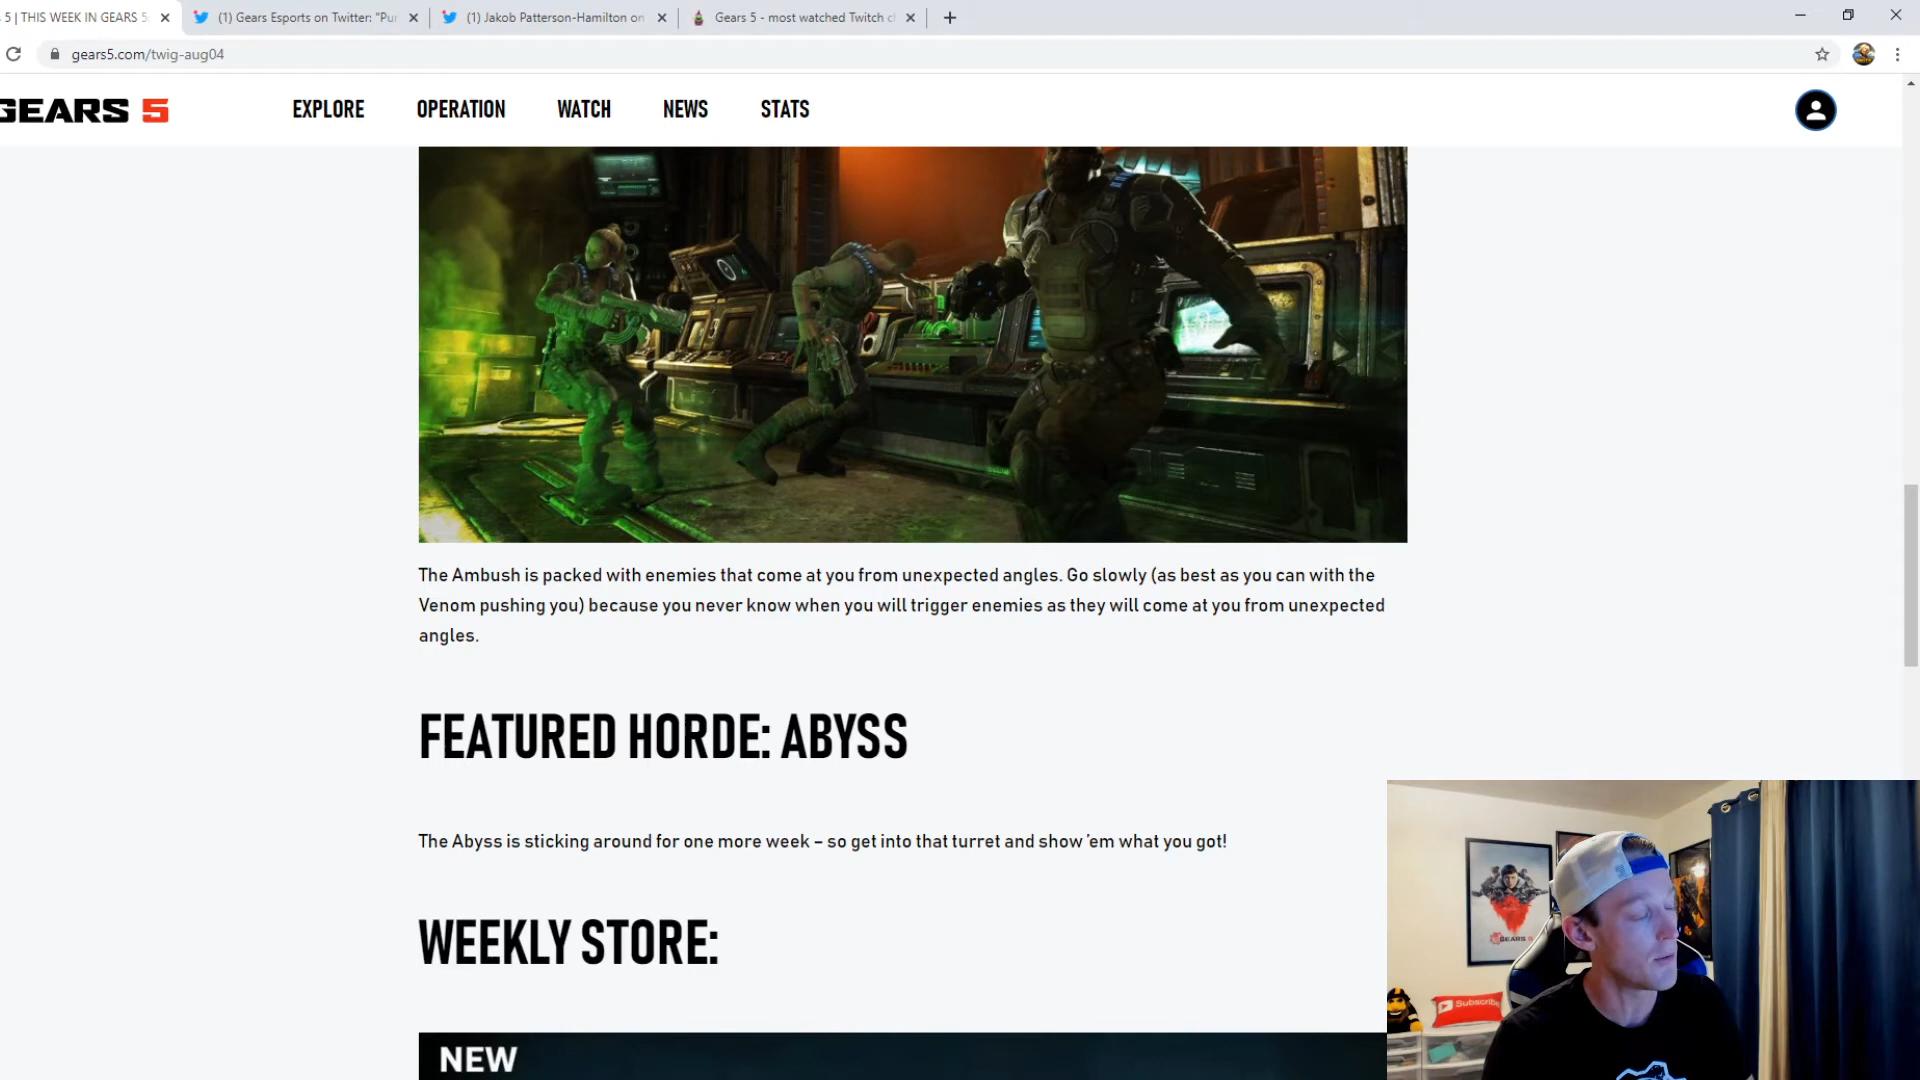 5 | THIS WEEK IN GEARS 5
(1) Gears Esports on Twitter: "Pur
(1) Jakob Patterson-Hamilton on
Gears 5 - most watched Twitch cl
gears5.com/twig-aug04
GEARS 5
EXPLORE
OPERATION
WATCH
NEWS
STATS
The Ambush is packed with enemies that come at you from unexpected angles. Go slowly (as best as you can with the
Venom pushing you) because you never know when you will trigger enemies as they will come at you from unexpected
angles.
FEATURED HORDE: ABYSS
The Abyss is sticking around for one more week – so get into that turret and show 'em what you got!
WEEKLY STORE:
NEW
GEARS 5
Subscribe